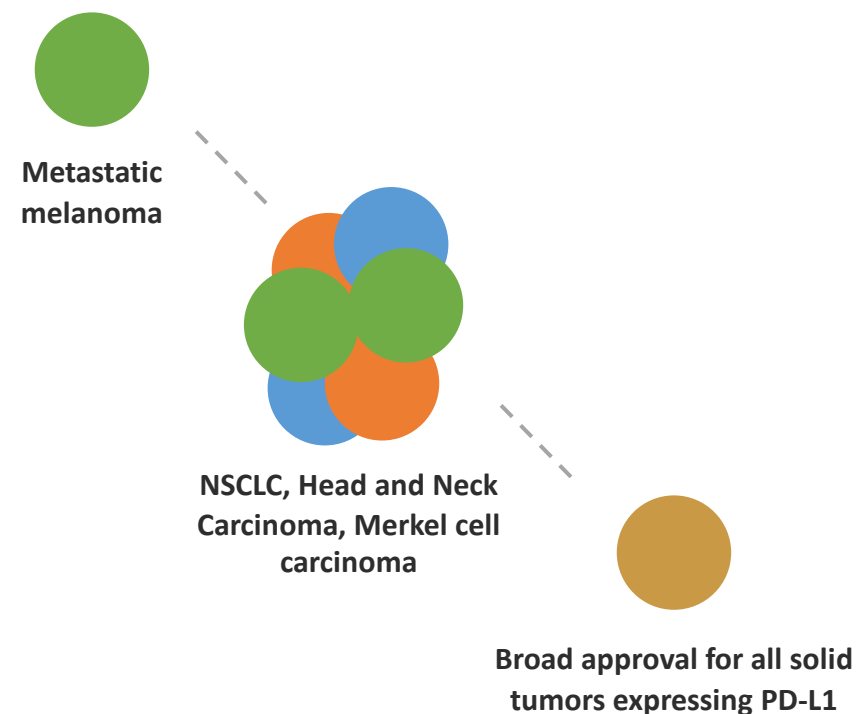 Metastatic
melanoma
NSCLC, Head and Neck
Carcinoma, Merkel cell
carcinoma
Broad approval for all solid
tumors expressing PD-L1